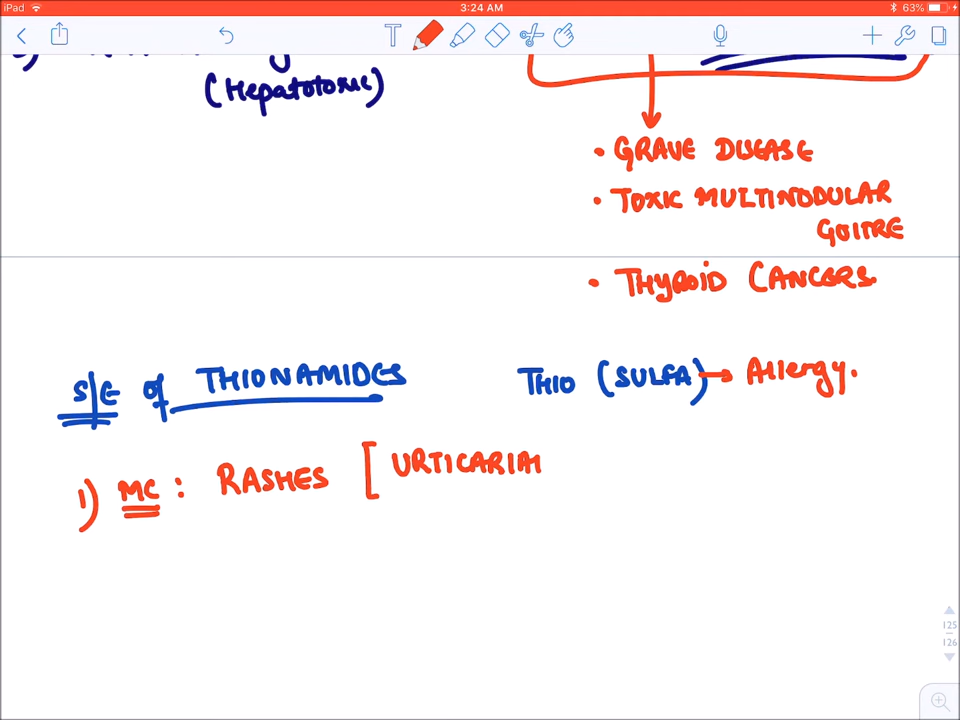 iPad 3:24 AM 63%
T
(Hepatotoxic)
• GRAVE DISEASE
• TOXIC MULTINODULAR
GOITRE
• THYROID CANCERS.
S/E of THIONAMIDES THIO (SULFA) → Allergy.
1) MC : RASHES [ URTICARIAL
125
126